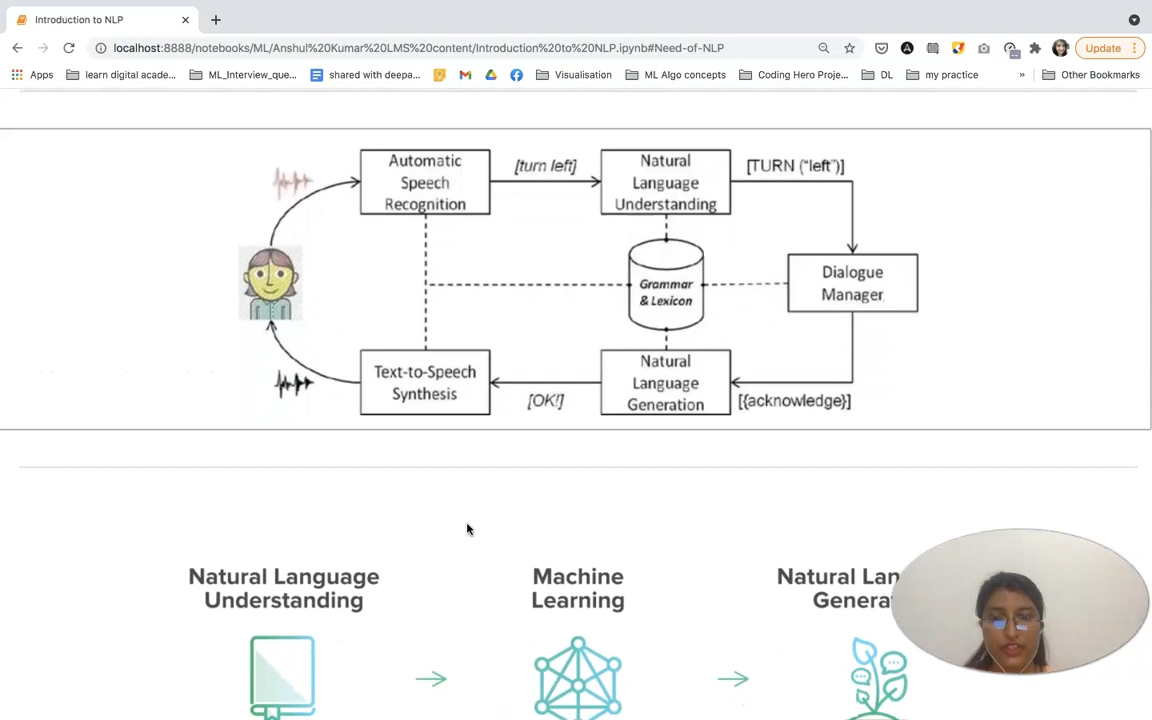 Introduction to NLP
localhost:8888/notebooks/ML/Anshul%20Kumar%20LMS%20content/Introduction%20to%20NLP.ipynb#Need-of-NLP
Update
Apps
learn digital acade...
ML_Interview_que...
shared with deepa...
Visualisation
ML Algo concepts
Coding Hero Proje...
DL
my practice
»
Other Bookmarks
Automatic
Speech
Recognition
[turn left]
Natural
Language
Understanding
[TURN ("left")]
Grammar
& Lexicon
Dialogue
Manager
Text-to-Speech
Synthesis
[OK!]
Natural
Language
Generation
[{acknowledge}]
Natural Language
Understanding
Machine
Learning
Natural Lan
Genera